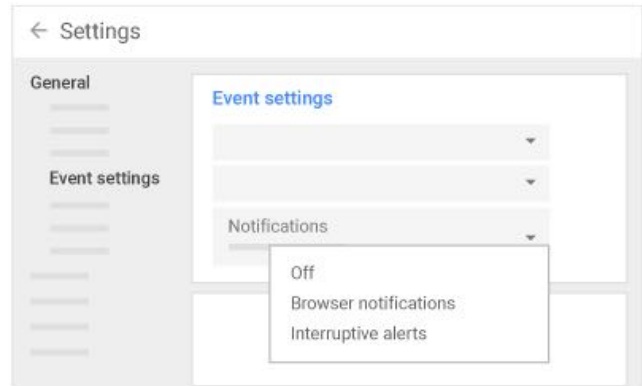 Settings
General
Event settings
Event settings
Notifications
Off
Browser notifications
Interruptive alerts